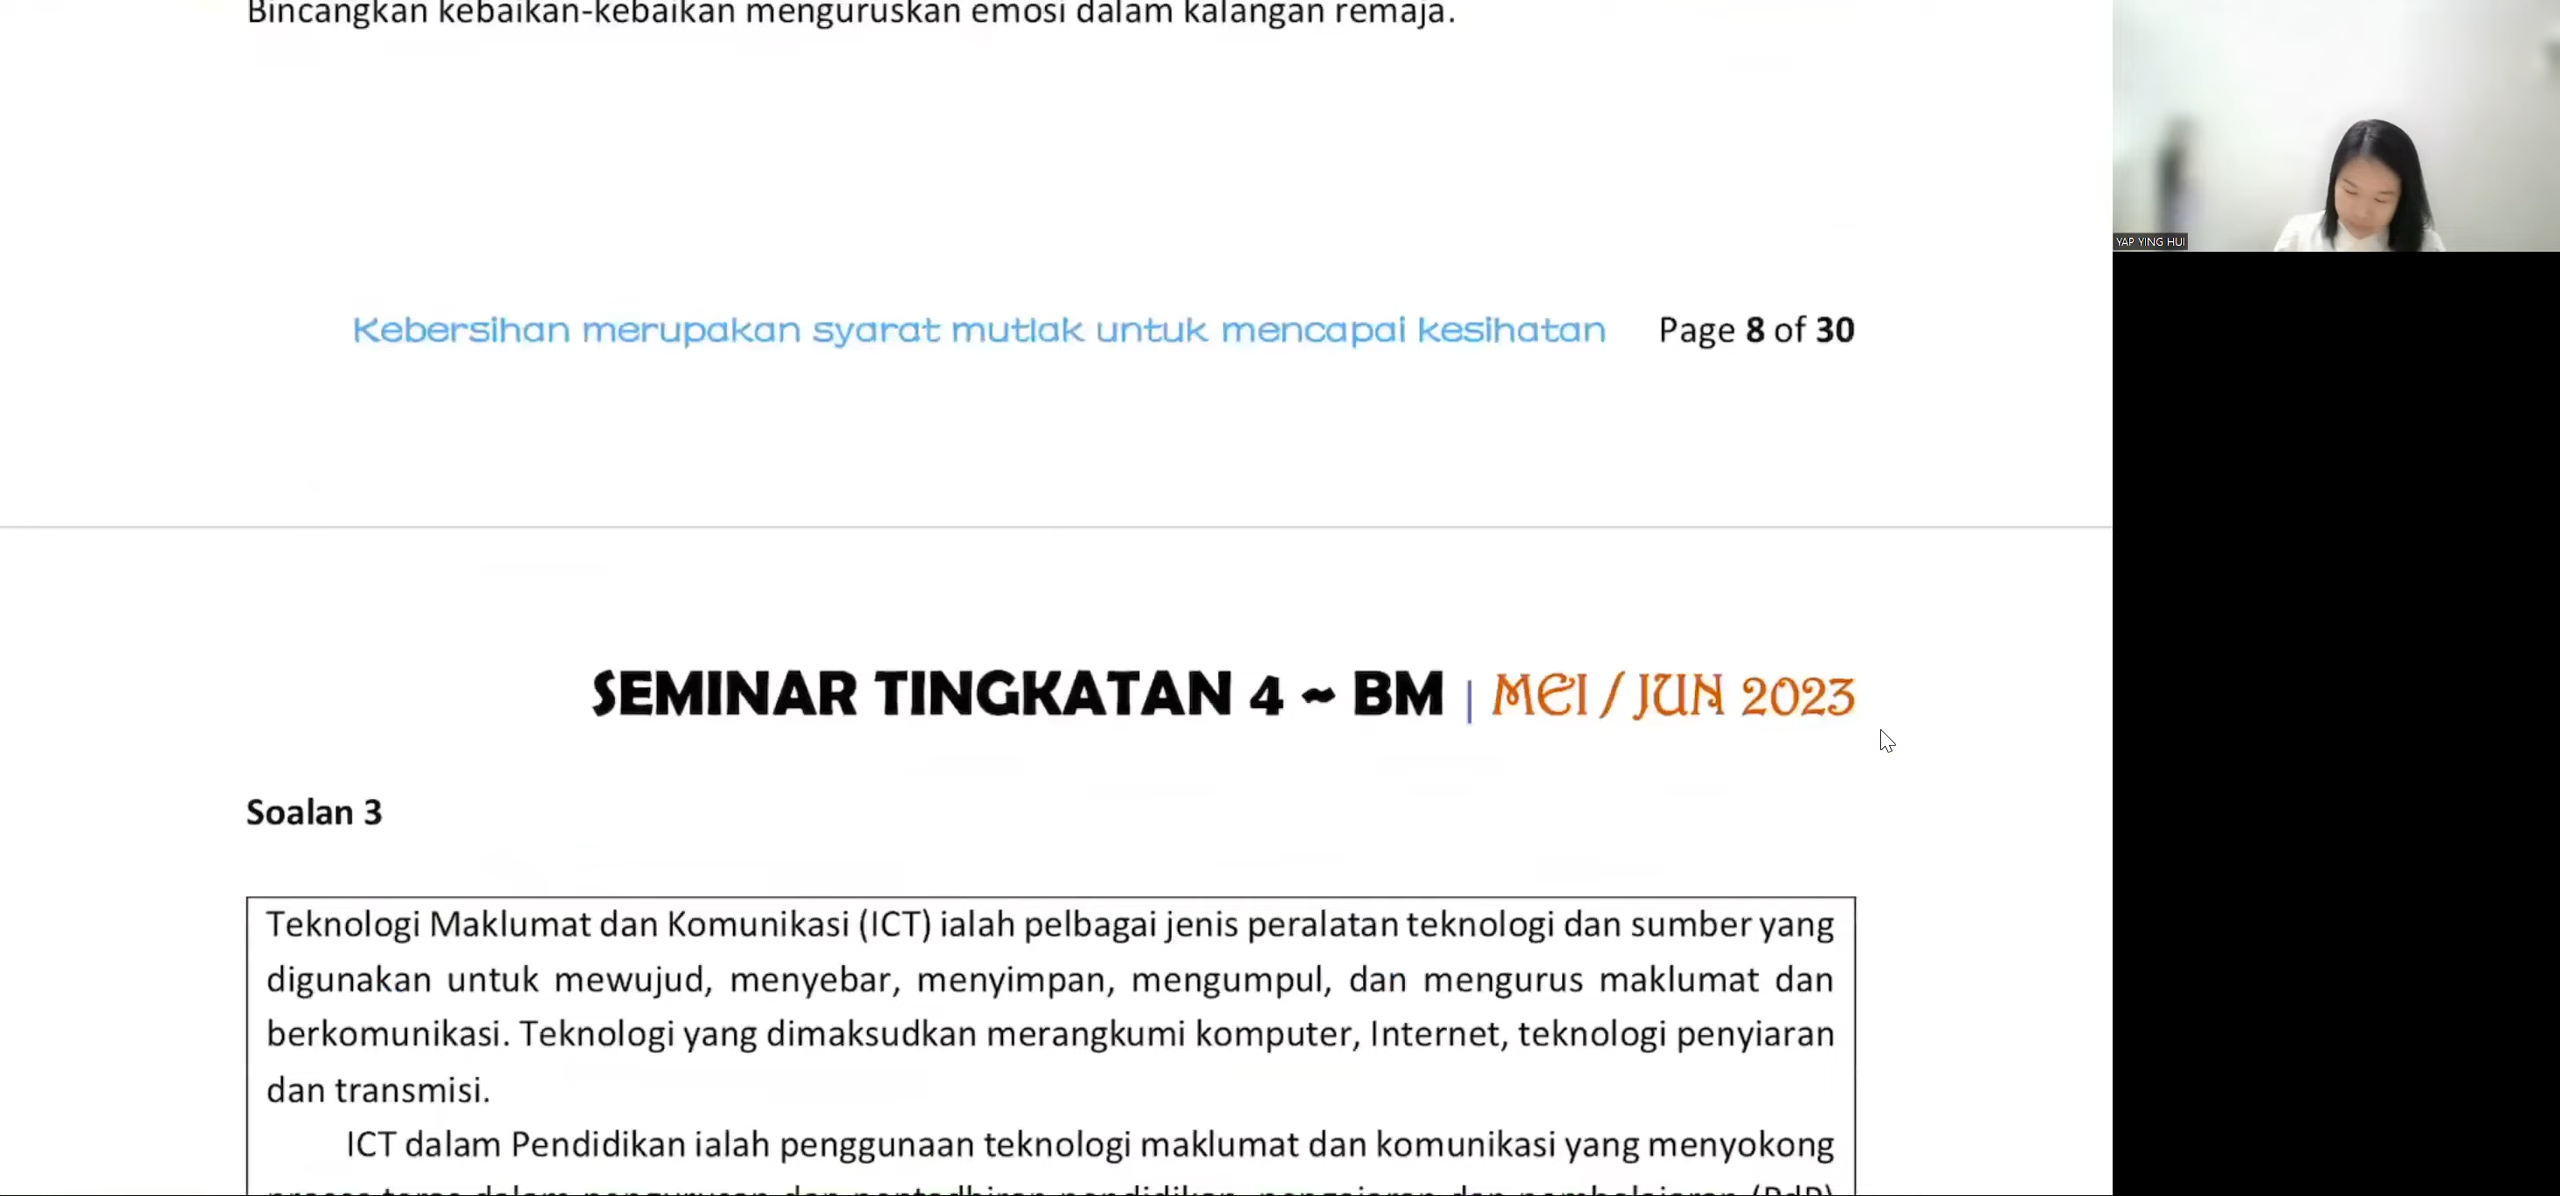 Bincangkan kebaikan-kebaikan menguruskan emosi dalam kalangan remaja.
YAP YING HUI
Kebersihan merupakan syarat mutlak untuk mencapai kesihatan Page 8 of 30
SEMINAR TINGKATAN 4 ~ BM | MEI / JUN 2023
Soalan 3
Teknologi Maklumat dan Komunikasi (ICT) ialah pelbagai jenis peralatan teknologi dan sumber yang
digunakan untuk mewujud, menyebar, menyimpan, mengumpul, dan mengurus maklumat dan
berkomunikasi. Teknologi yang dimaksudkan merangkumi komputer, Internet, teknologi penyiaran
dan transmisi.
ICT dalam Pendidikan ialah penggunaan teknologi maklumat dan komunikasi yang menyokong